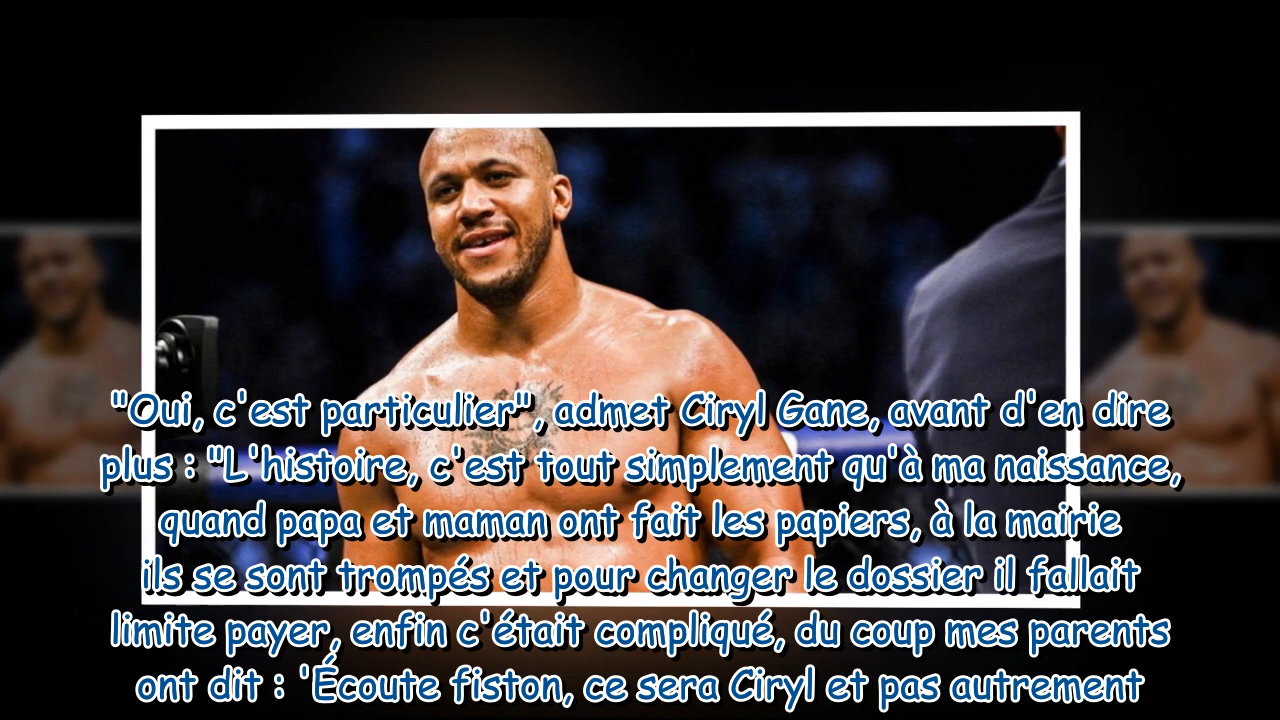 "Oui, c'est particulier", admet Ciryl Gane, avant d'en dire
plus : "L'histoire, c'est tout simplement qu'à ma naissance,
quand papa et maman ont fait les papiers, à la mairie
ils se sont trompés et pour changer le dossier il fallait
limite payer, enfin c'était compliqué, du coup mes parents
ont dit : 'Écoute fiston, ce sera Ciryl et pas autrement